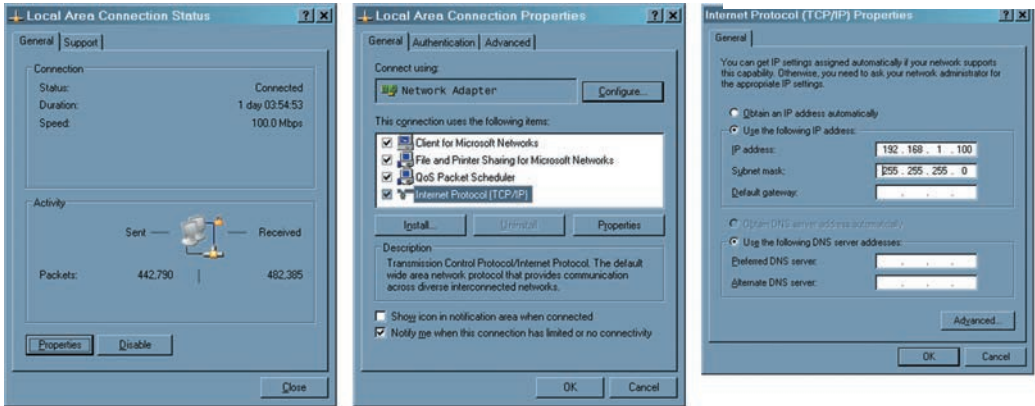 Local Area Connection Status
General Support
Connection
Status: Connected
Duration: 1 day 03:54:53
Speed: 100.0 Mbps
Activity
Sent Received
Packets: 442,790 482,385
Properties Disable
Close
Local Area Connection Properties
General Authentication Advanced
Connect using:
Network Adapter Configure...
This connection uses the following items:
Client for Microsoft Networks
File and Printer Sharing for Microsoft Networks
QoS Packet Scheduler
Internet Protocol (TCP/IP)
Install... Uninstall Properties
Description
Transmission Control Protocol/Internet Protocol. The default
wide area network protocol that provides communication
across diverse interconnected networks.
Show icon in notification area when connected
Notify me when this connection has limited or no connectivity
OK Cancel
Internet Protocol (TCP/IP) Properties
General
You can get IP settings assigned automatically if your network supports
this capability. Otherwise, you need to ask your network administrator for
the appropriate IP settings.
Obtain an IP address automatically
Use the following IP address:
IP address: 192 . 168 . 1 . 100
Subnet mask: 255 . 255 . 255 . 0
Default gateway: . . .
Obtain DNS server address automatically
Use the following DNS server addresses:
Preferred DNS server: . . .
Alternate DNS server: . . .
Advanced...
OK Cancel